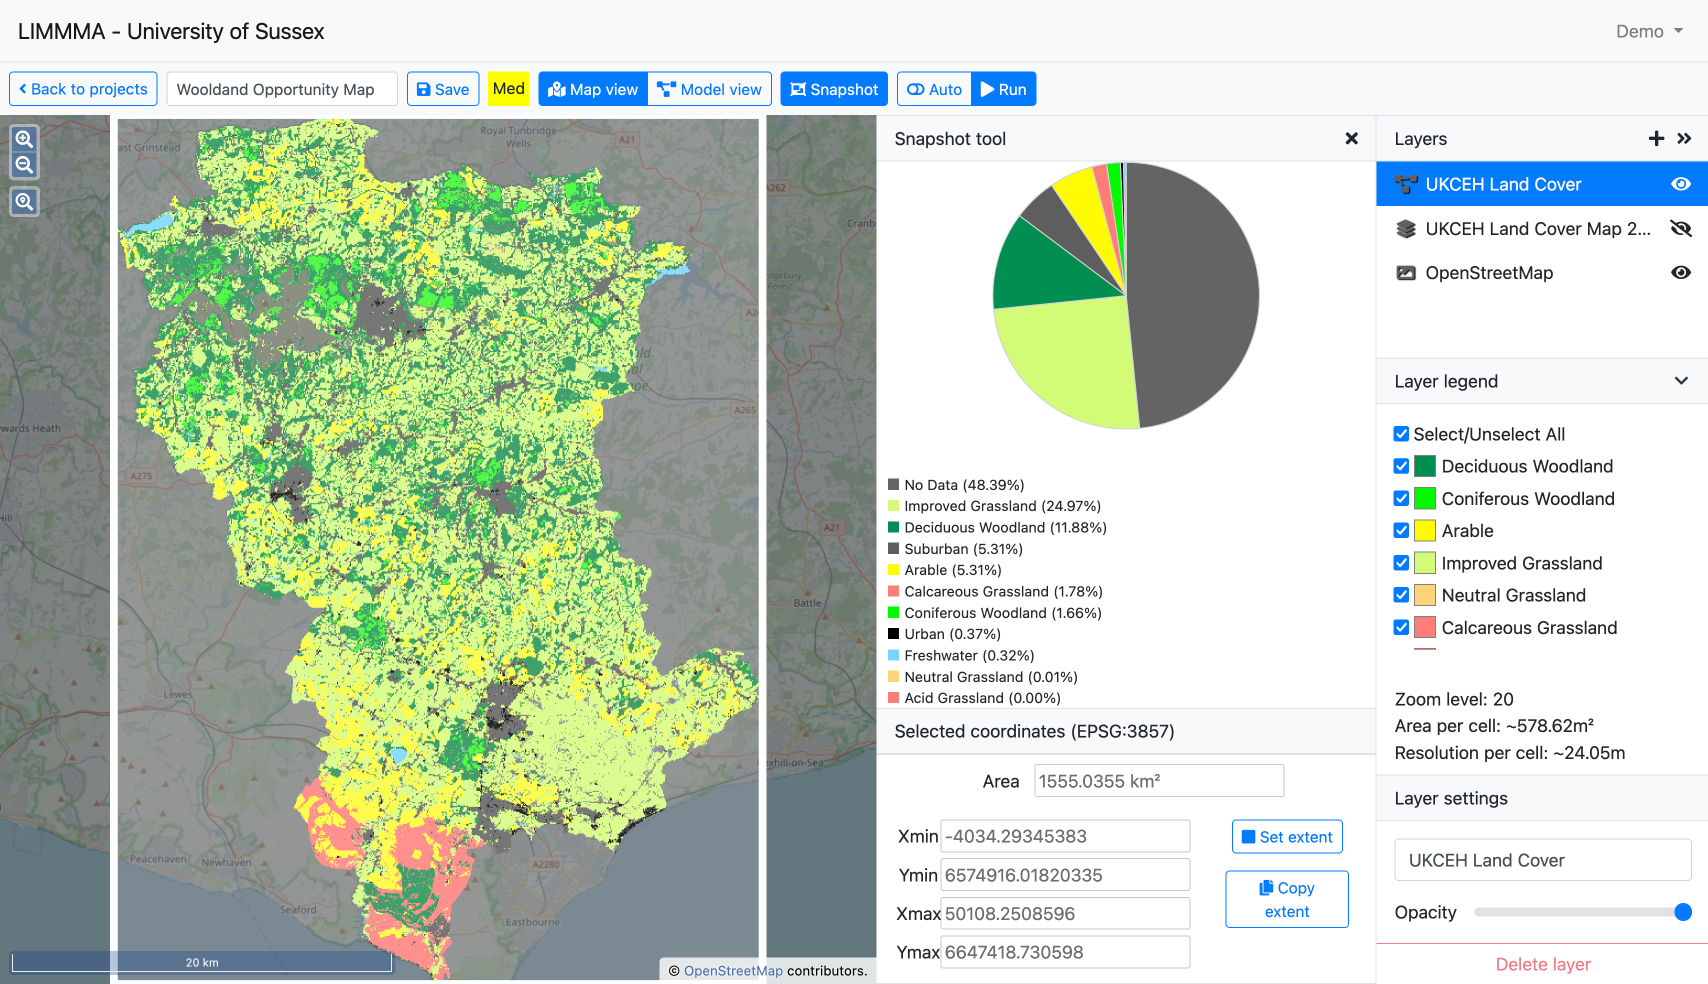 LIMMMA - University of Sussex
Demo
Back to projects
Wooldand Opportunity Map
Save
Med
Map view
Model view
Snapshot
Auto
Run
Royal Tunbridge
Wells
A21
ast Grinstead
A262
Cranb
dgebury
Forest
A26
A265
wards Heath
A275
Hill
A21
Battle
Lewes
exhill-on-Sea
Peacehaven
Newhaven
A2280
Seaford
Eastbourne
20 km
© OpenStreetMap contributors.
Snapshot tool
No Data (48.39%)
Improved Grassland (24.97%)
Deciduous Woodland (11.88%)
Suburban (5.31%)
Arable (5.31%)
Calcareous Grassland (1.78%)
Coniferous Woodland (1.66%)
Urban (0.37%)
Freshwater (0.32%)
Neutral Grassland (0.01%)
Acid Grassland (0.00%)
Selected coordinates (EPSG:3857)
Area 1555.0355 km²
Xmin -4034.29345383
Ymin 6574916.01820335
Xmax 50108.2508596
Ymax 6647418.730598
Set extent
Copy
extent
Layers
UKCEH Land Cover
UKCEH Land Cover Map 2...
OpenStreetMap
Layer legend
Select/Unselect All
Deciduous Woodland
Coniferous Woodland
Arable
Improved Grassland
Neutral Grassland
Calcareous Grassland
Zoom level: 20
Area per cell: ~578.62m²
Resolution per cell: ~24.05m
Layer settings
UKCEH Land Cover
Opacity
Delete layer